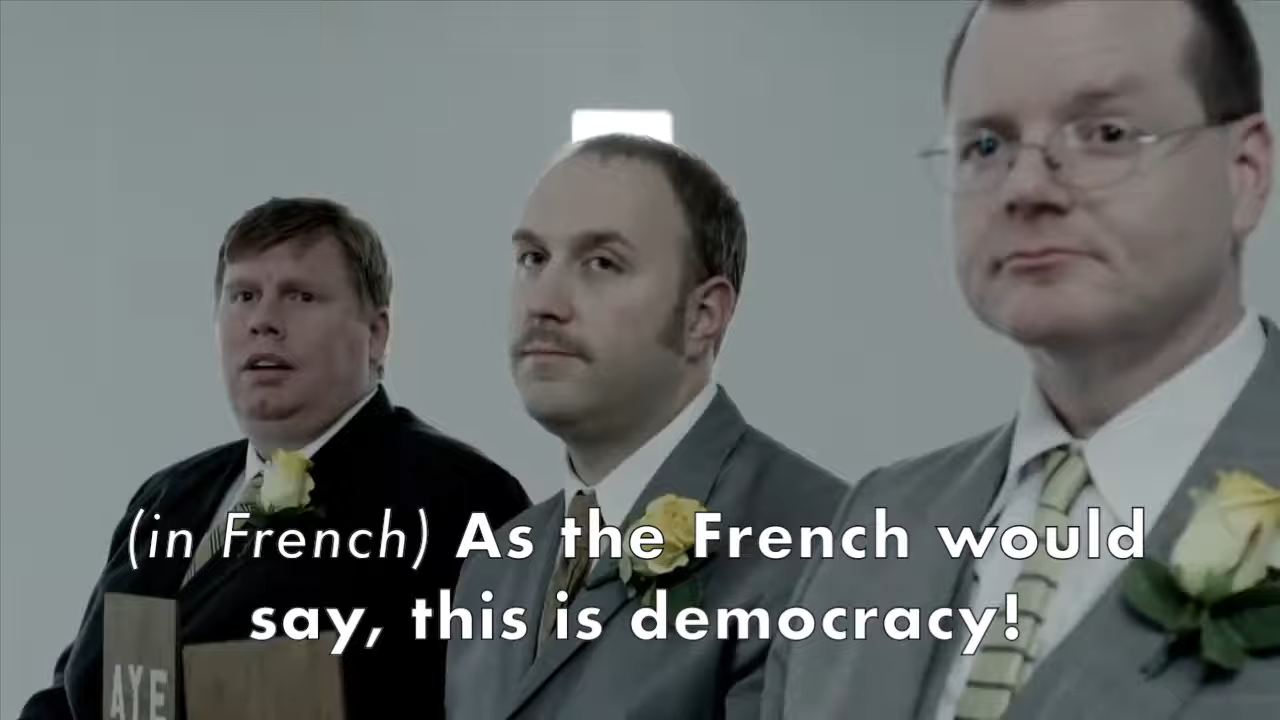 (in French) As the French would
say, this is democracy!
AYE